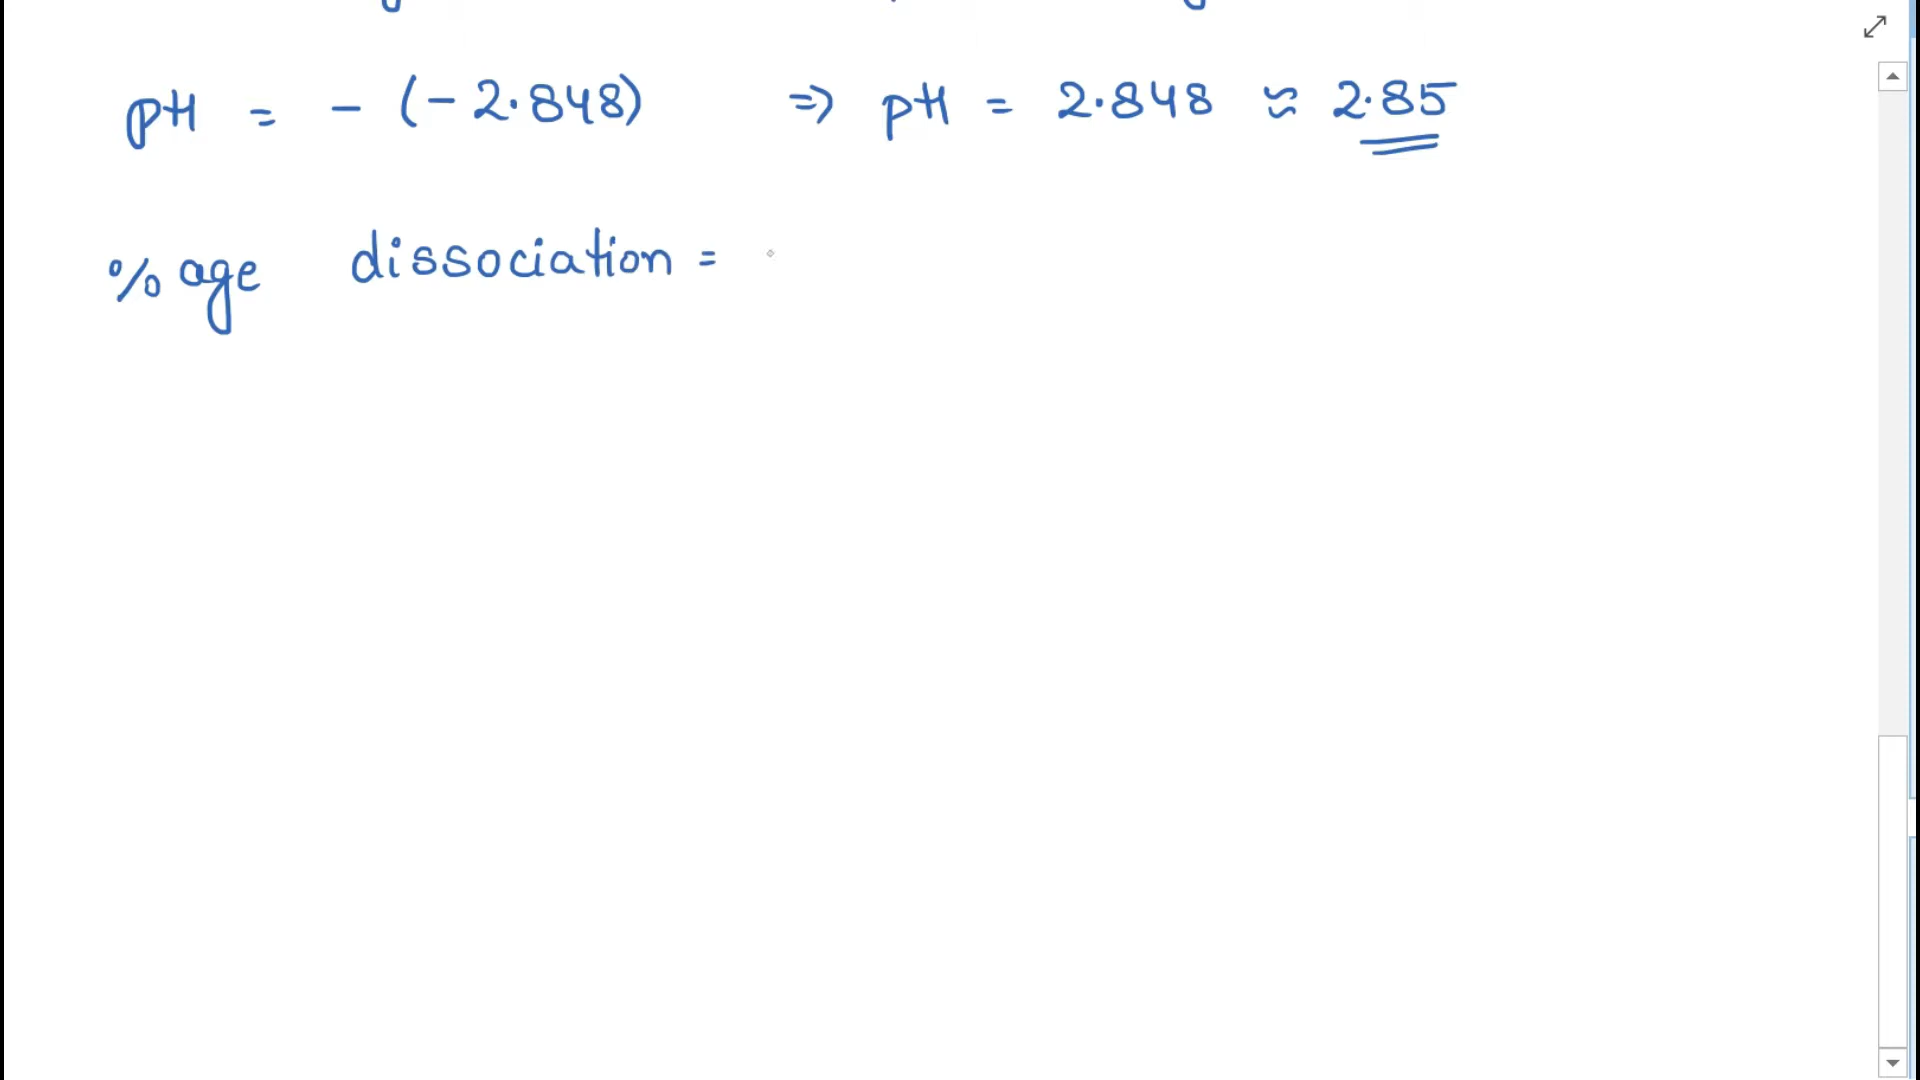 pH = - (-2.848) ⇒ pH = 2.848 ≈ 2.85
% age dissociation =